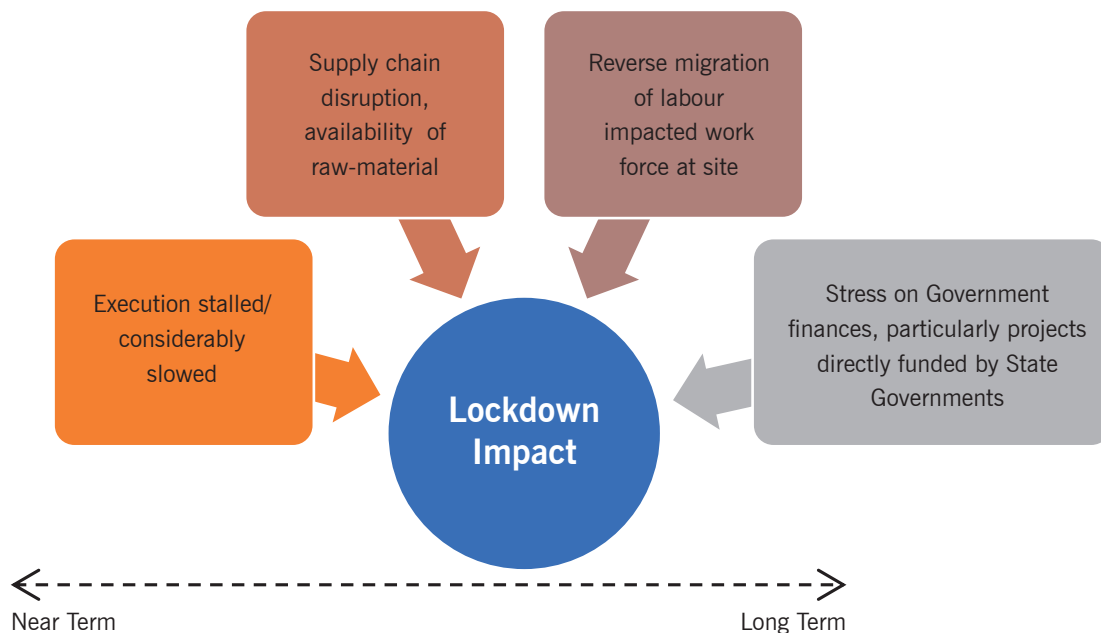 Supply chain
disruption,
availability of
raw-material
Reverse migration
of labour
impacted work
force at site
Execution stalled/
considerably
slowed
Stress on Government
finances, particularly projects
directly funded by State
Governments
Lockdown
Impact
Near Term
Long Term